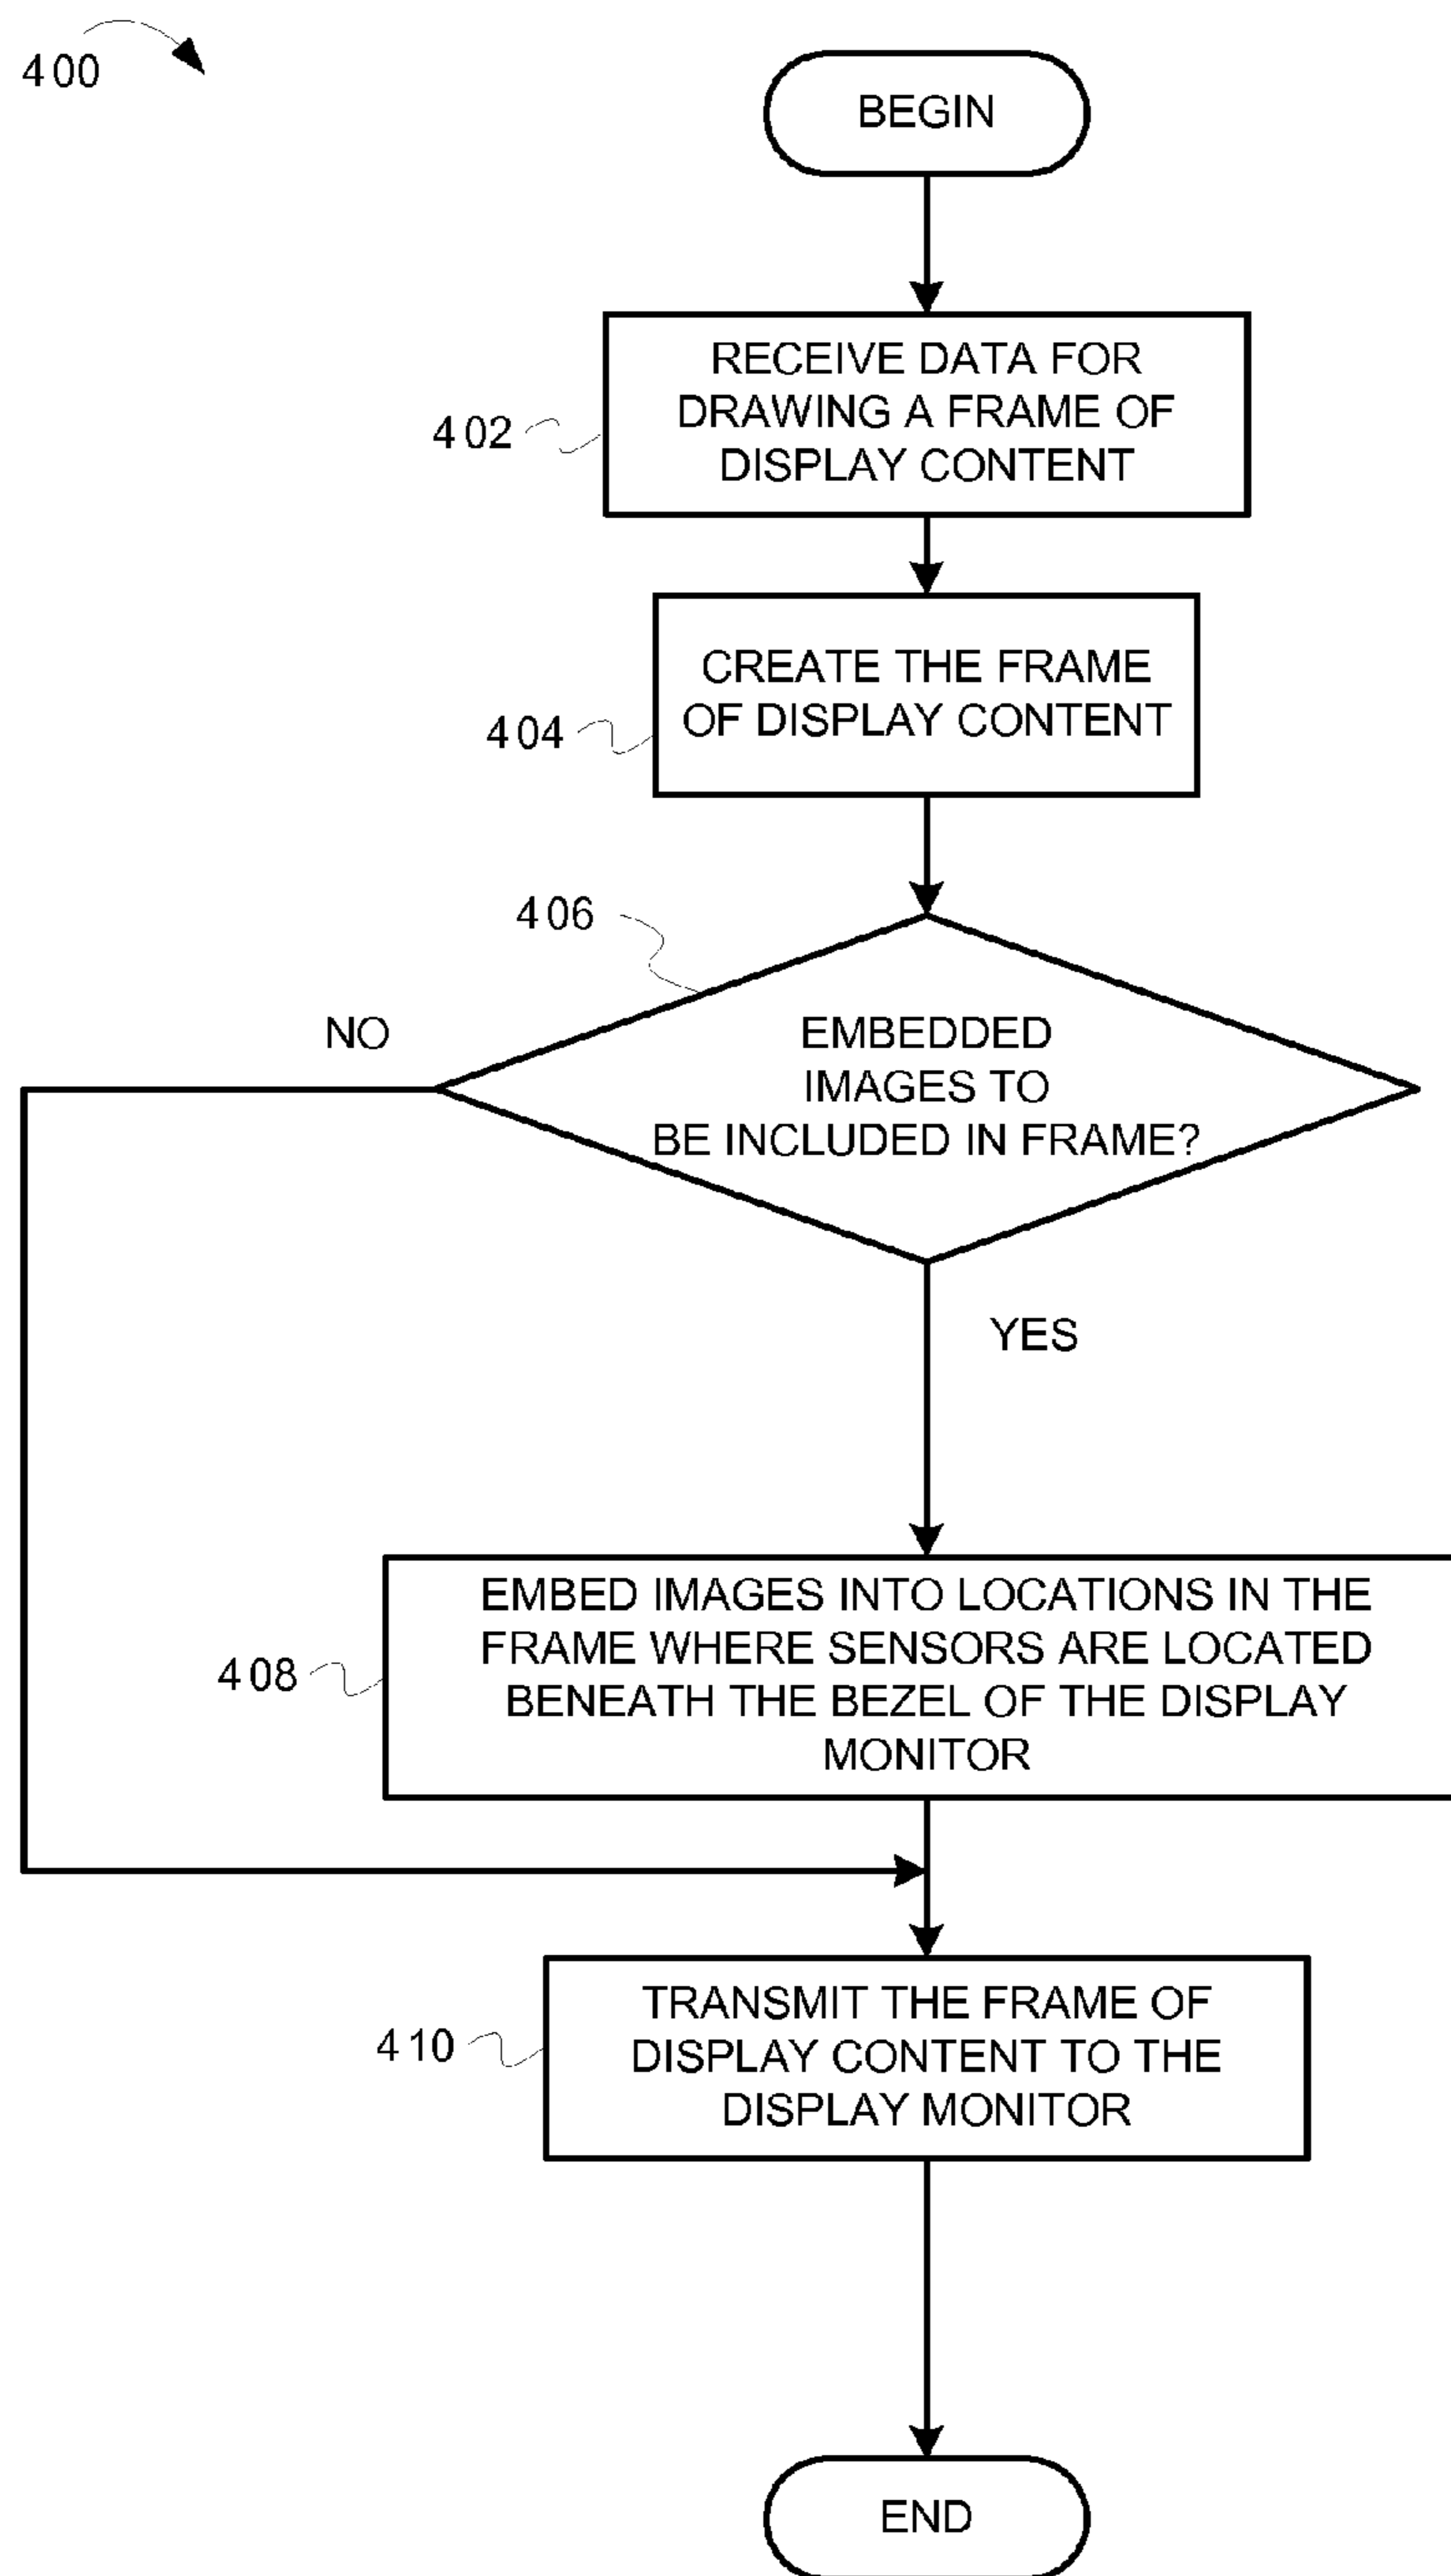 400
BEGIN
RECEIVE DATA FOR
DRAWING A FRAME OF
DISPLAY CONTENT
402
CREATE THE FRAME
OF DISPLAY CONTENT
404
406
NO
EMBEDDED
IMAGES TO
BE INCLUDED IN FRAME?
YES
EMBED IMAGES INTO LOCATIONS IN THE
FRAME WHERE SENSORS ARE LOCATED
BENEATH THE BEZEL OF THE DISPLAY
MONITOR
408
TRANSMIT THE FRAME OF
DISPLAY CONTENT TO THE
DISPLAY MONITOR
410
END